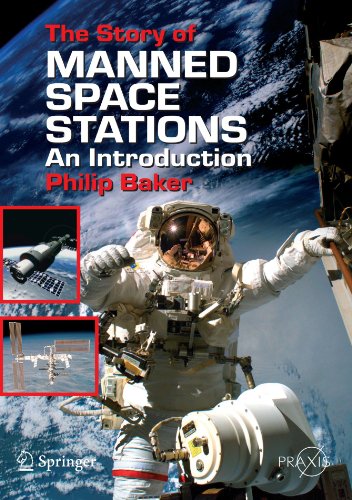 The Story of
MANNED
SPACE
STATIONS
An Introduction
Philip Baker
Springer
PRAXIS